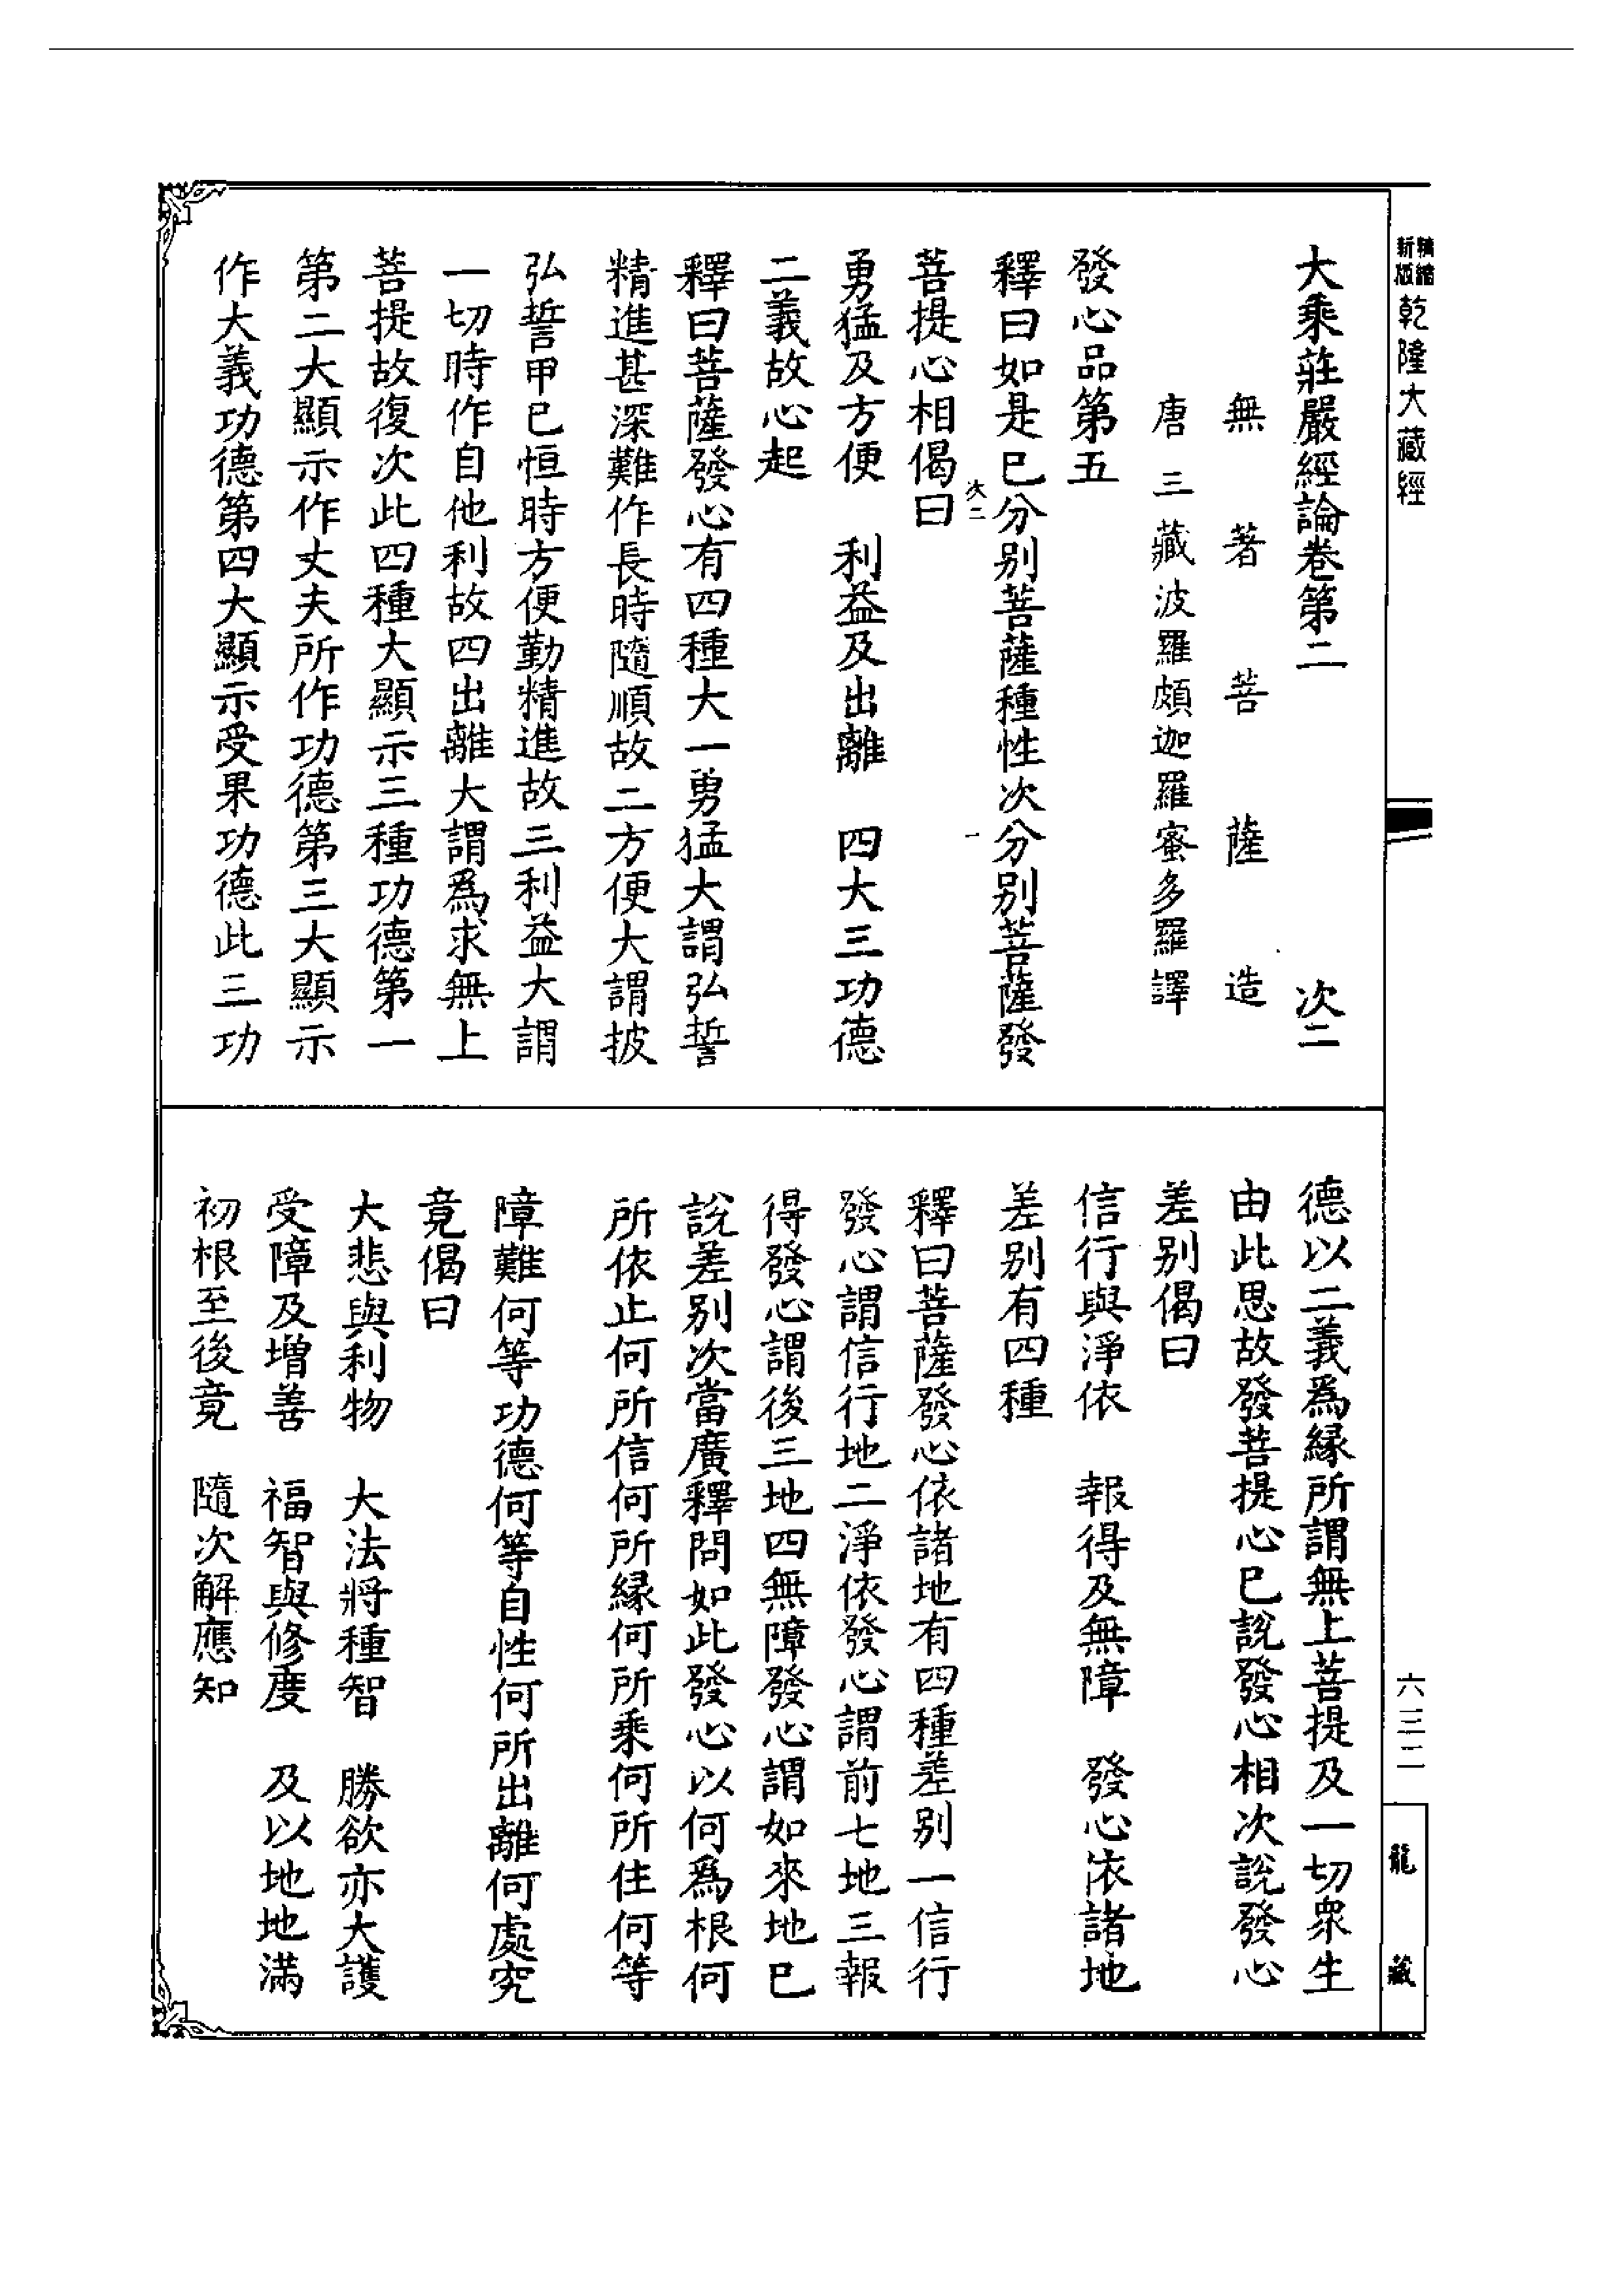 新版
精縮
乾隆大藏經
大乘莊嚴經論卷第二 次二
無著菩薩造
唐三藏波羅頗迦羅蜜多羅譯
發心品第五
釋曰如是已分別菩薩種性次分別菩薩發
次二 一
菩提心相偈曰
勇猛及方便 利益及出離 四大三功德
二義故心起
釋曰菩薩發心有四種大一勇猛大謂弘誓
精進甚深難作長時隨順故二方便大謂披
弘誓甲已恒時方便勤精進故三利益大謂
一切時作自他利故四出離大謂為求無上
菩提故復次此四種大顯示三種功德第一
第二大顯示作丈夫所作功德第三大顯示
作大義功德第四大顯示受果功德此三功
德以二義為緣所謂無上菩提及一切眾生
由此思故發菩提心已說發心相次說發心
差別偈曰
信行與淨依 報得及無障 發心依諸地
差別有四種
釋曰菩薩發心依諸地有四種差別一信行
發心謂信行地二淨依發心謂前七地三報
得發心謂後三地四無障發心謂如來地已
說差別次當廣釋問如此發心以何為根何
所依止何所信何所緣何所乘何所住何等
障難何等功德何等自性何所出離何處究
竟偈曰
大悲與利物 大法將種智 勝欲亦大護
受障及增善 福智與修度 及以地地滿
初根至後竟 隨次解應知
六三二
龍藏